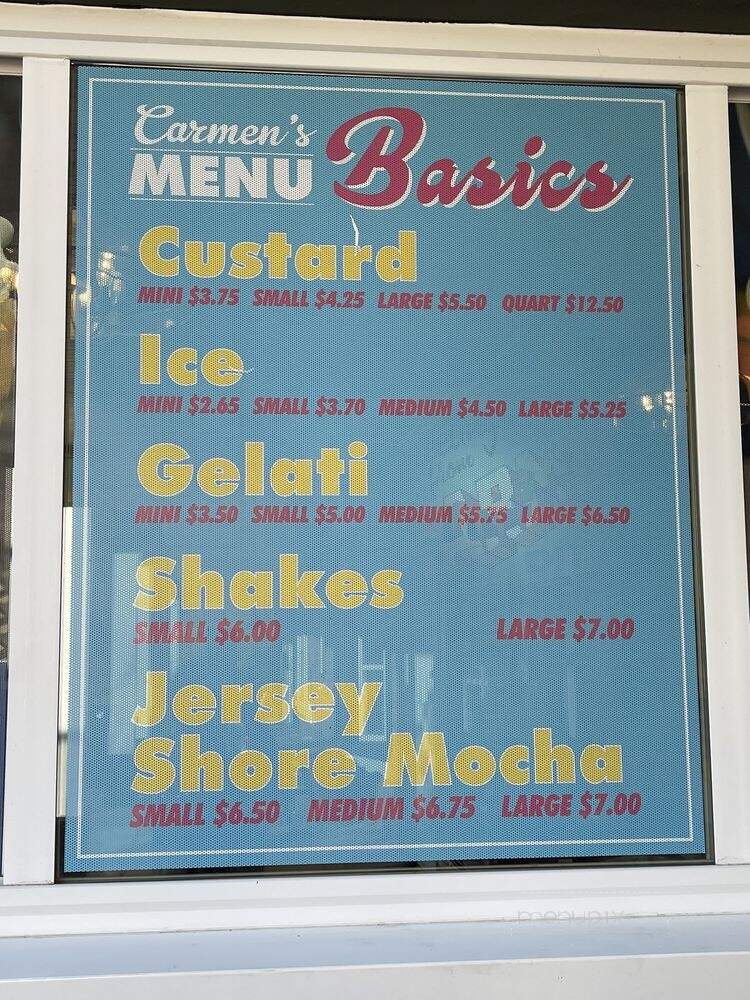 Carmen's
MENU Basics
Custard
MINI $3.75 SMALL $4.25 LARGE $5.50 QUART $12.50
Ice
MINI $2.65 SMALL $3.70 MEDIUM $4.50 LARGE $5.25
Gelati
MINI $3.50 SMALL $5.00 MEDIUM $5.75 LARGE $6.50
Shakes
SMALL $6.00 LARGE $7.00
Jersey
Shore Mocha
SMALL $6.50 MEDIUM $6.75 LARGE $7.00